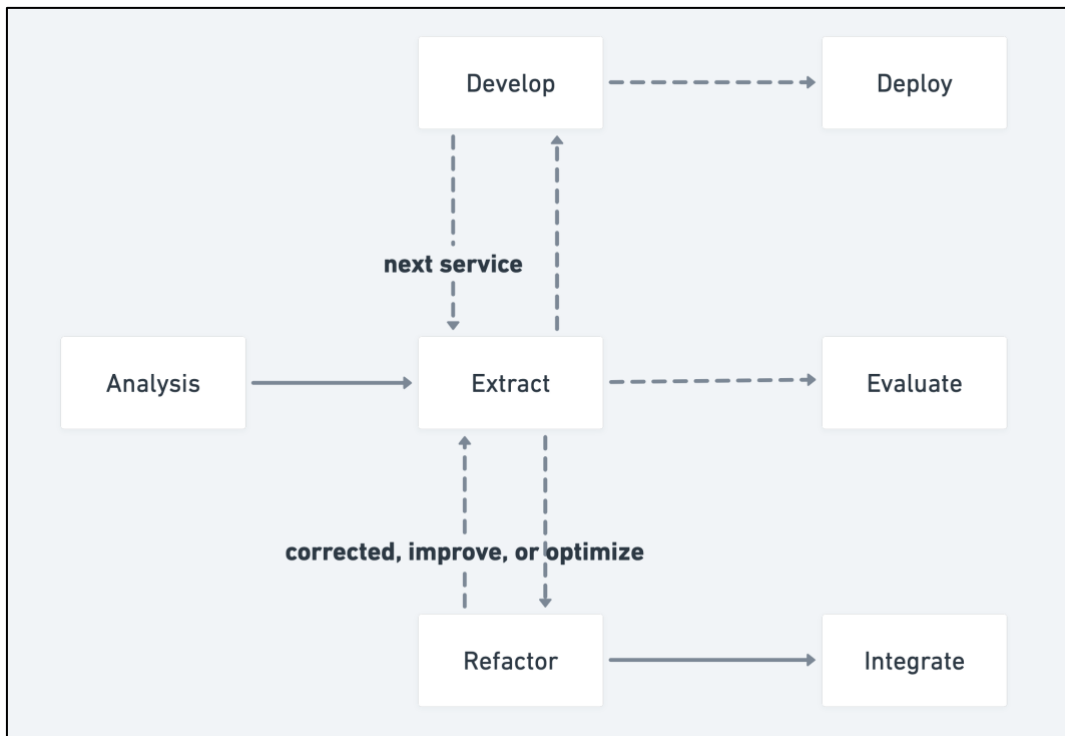 Develop
Deploy
next service
Analysis
Extract
Evaluate
corrected, improve, or optimize
Refactor
Integrate